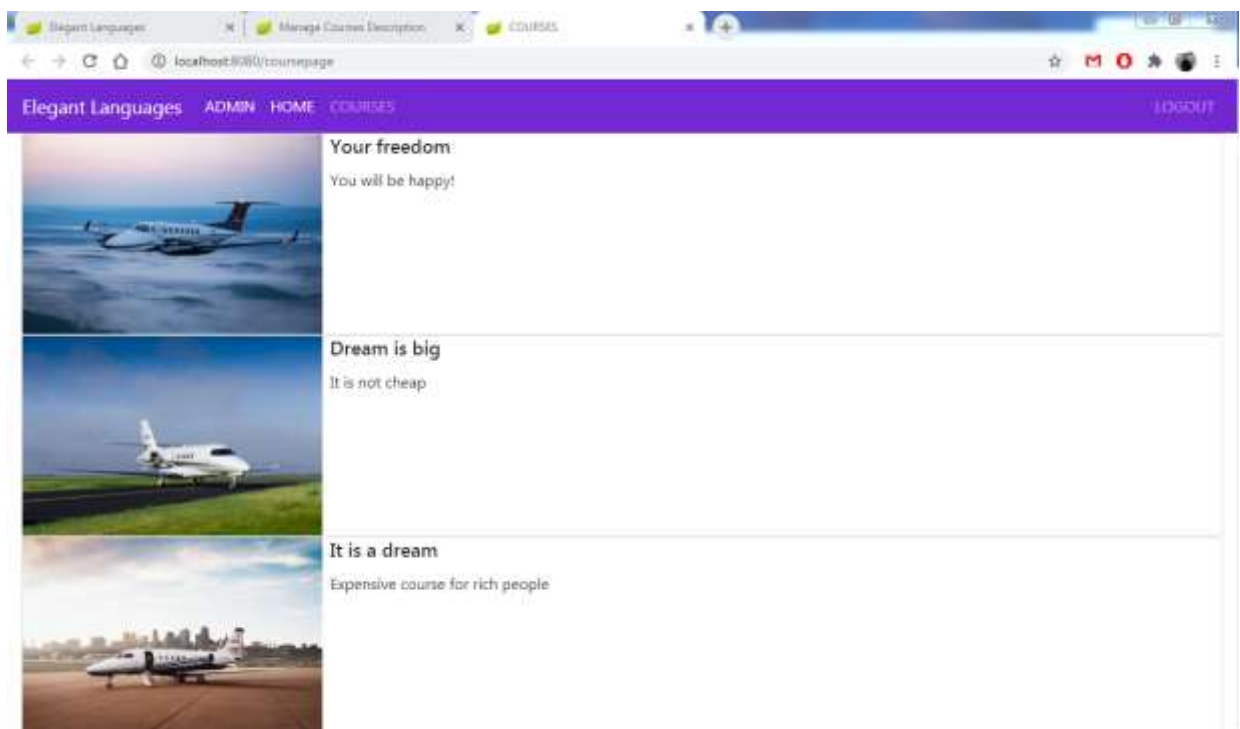 Elegant Languages
Manage Courses Description
COURSES
localhost:8080/coursepage
Elegant Languages ADMIN HOME COURSES LOGOUT
Your freedom
You will be happy!
Dream is big
It is not cheap
It is a dream
Expensive course for rich people